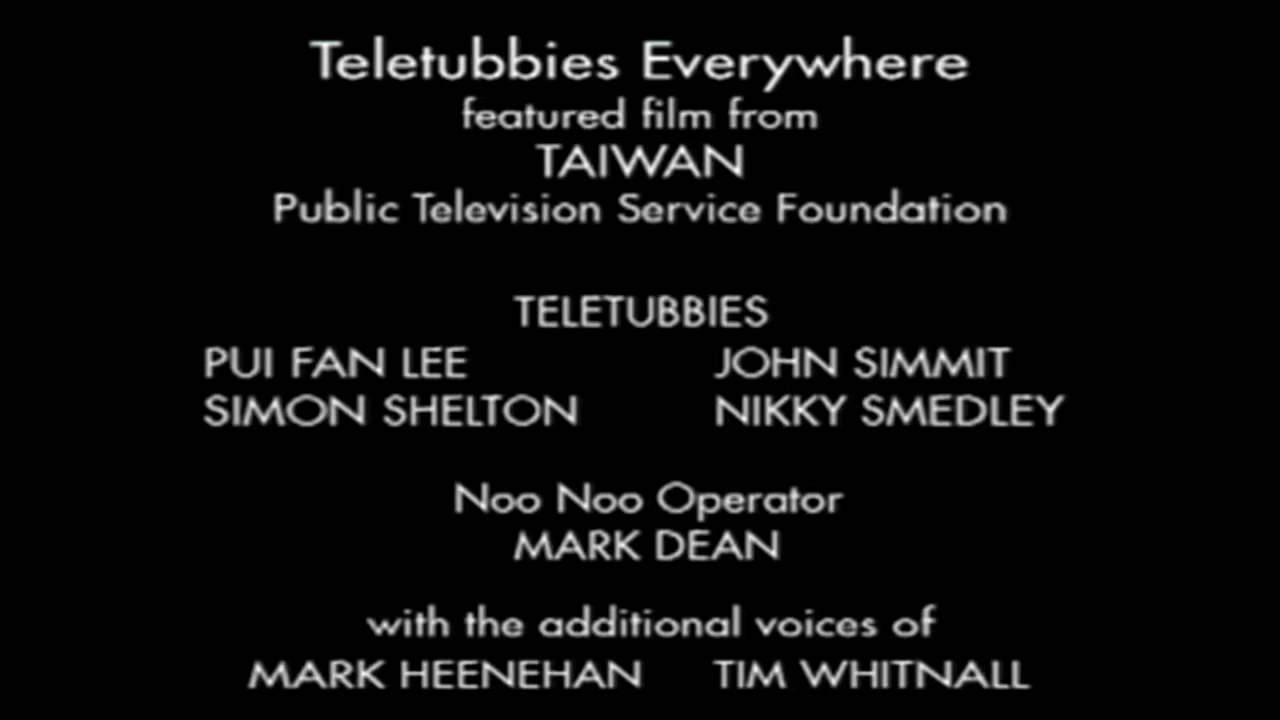 Teletubbies Everywhere
featured film from
TAIWAN
Public Television Service Foundation
TELETUBBIES
PUI FAN LEE JOHN SIMMIT
SIMON SHELTON NIKKY SMEDLEY
Noo Noo Operator
MARK DEAN
with the additional voices of
MARK HEENEHAN TIM WHITNALL